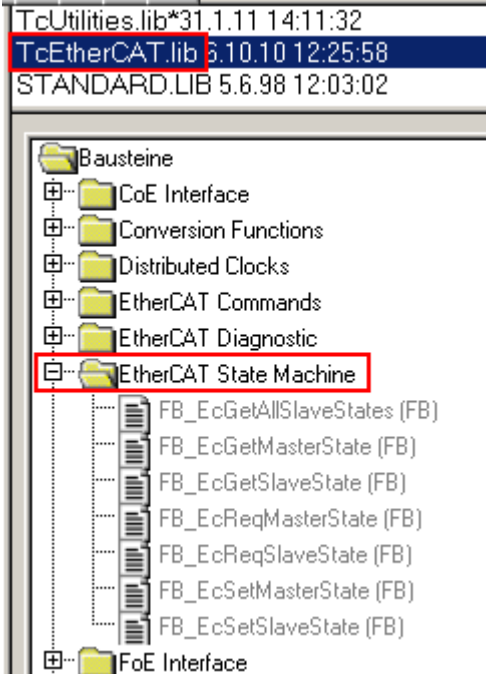 TcUtilities.lib*31.1.11 14:11:32
TcEtherCAT.lib 6.10.10 12:25:58
STANDARD.LIB 5.6.98 12:03:02
Bausteine
CoE Interface
Conversion Functions
Distributed Clocks
EtherCAT Commands
EtherCAT Diagnostic
EtherCAT State Machine
FB_EcGetAllSlaveStates (FB)
FB_EcGetMasterState (FB)
FB_EcGetSlaveState (FB)
FB_EcReqMasterState (FB)
FB_EcReqSlaveState (FB)
FB_EcSetMasterState (FB)
FB_EcSetSlaveState (FB)
FoE Interface